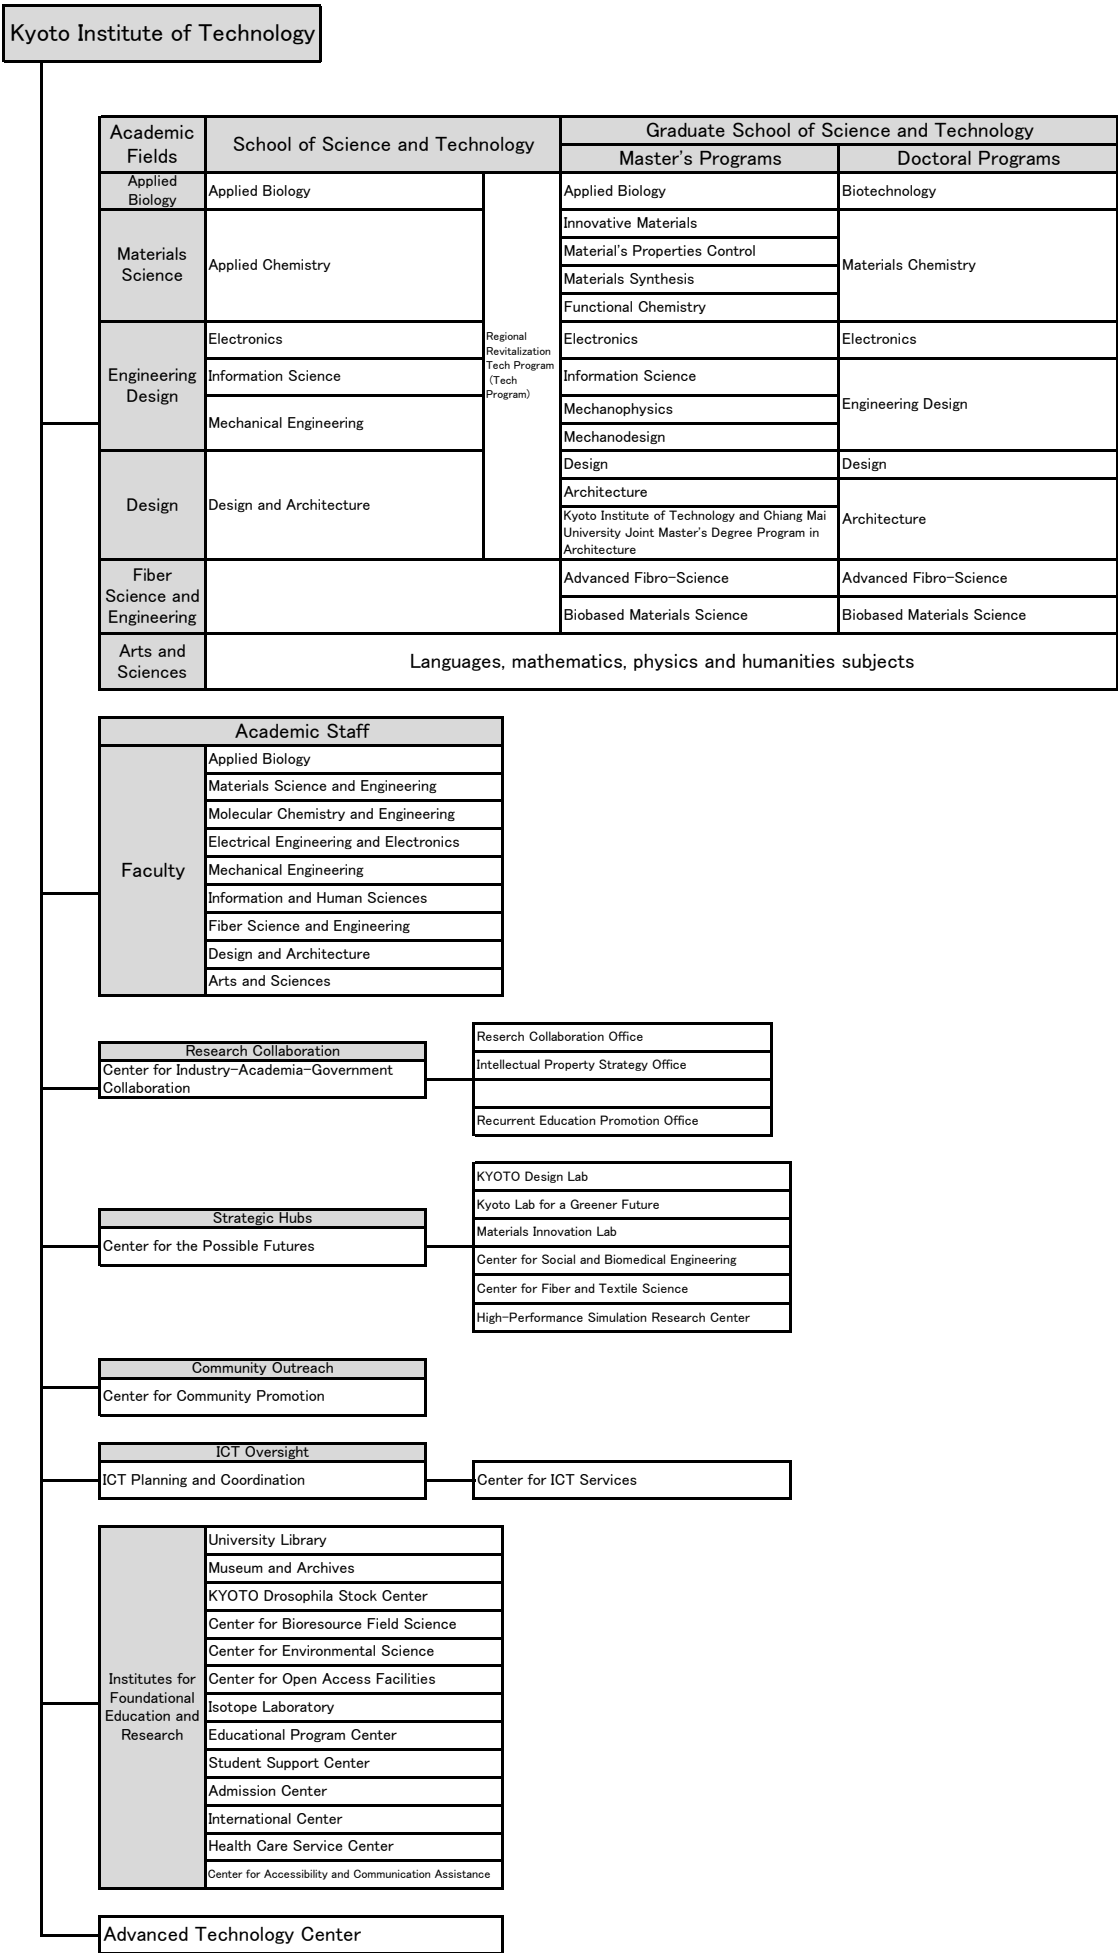 Kyoto Institute of Technology
Academic
Fields
School of Science and Technology
Graduate School of Science and Technology
Master's Programs
Doctoral Programs
Applied
Biology
Applied Biology
Regional
Revitalization
Tech Program
(Tech
Program)
Applied Biology
Biotechnology
Materials
Science
Applied Chemistry
Innovative Materials
Material's Properties Control
Materials Synthesis
Functional Chemistry
Materials Chemistry
Engineering
Design
Electronics
Electronics
Electronics
Information Science
Information Science
Engineering Design
Mechanical Engineering
Mechanophysics
Mechanodesign
Design
Design and Architecture
Design
Design
Architecture
Kyoto Institute of Technology and Chiang Mai
University Joint Master's Degree Program in
Architecture
Architecture
Fiber
Science and
Engineering
Advanced Fibro-Science
Advanced Fibro-Science
Biobased Materials Science
Biobased Materials Science
Arts and
Sciences
Languages, mathematics, physics and humanities subjects
Academic Staff
Faculty
Applied Biology
Materials Science and Engineering
Molecular Chemistry and Engineering
Electrical Engineering and Electronics
Mechanical Engineering
Information and Human Sciences
Fiber Science and Engineering
Design and Architecture
Arts and Sciences
Research Collaboration
Center for Industry-Academia-Government
Collaboration
Reserch Collaboration Office
Intellectual Property Strategy Office
Recurrent Education Promotion Office
Strategic Hubs
Center for the Possible Futures
KYOTO Design Lab
Kyoto Lab for a Greener Future
Materials Innovation Lab
Center for Social and Biomedical Engineering
Center for Fiber and Textile Science
High-Performance Simulation Research Center
Community Outreach
Center for Community Promotion
ICT Oversight
ICT Planning and Coordination
Center for ICT Services
Institutes for
Foundational
Education and
Research
University Library
Museum and Archives
KYOTO Drosophila Stock Center
Center for Bioresource Field Science
Center for Environmental Science
Center for Open Access Facilities
Isotope Laboratory
Educational Program Center
Student Support Center
Admission Center
International Center
Health Care Service Center
Center for Accessibility and Communication Assistance
Advanced Technology Center